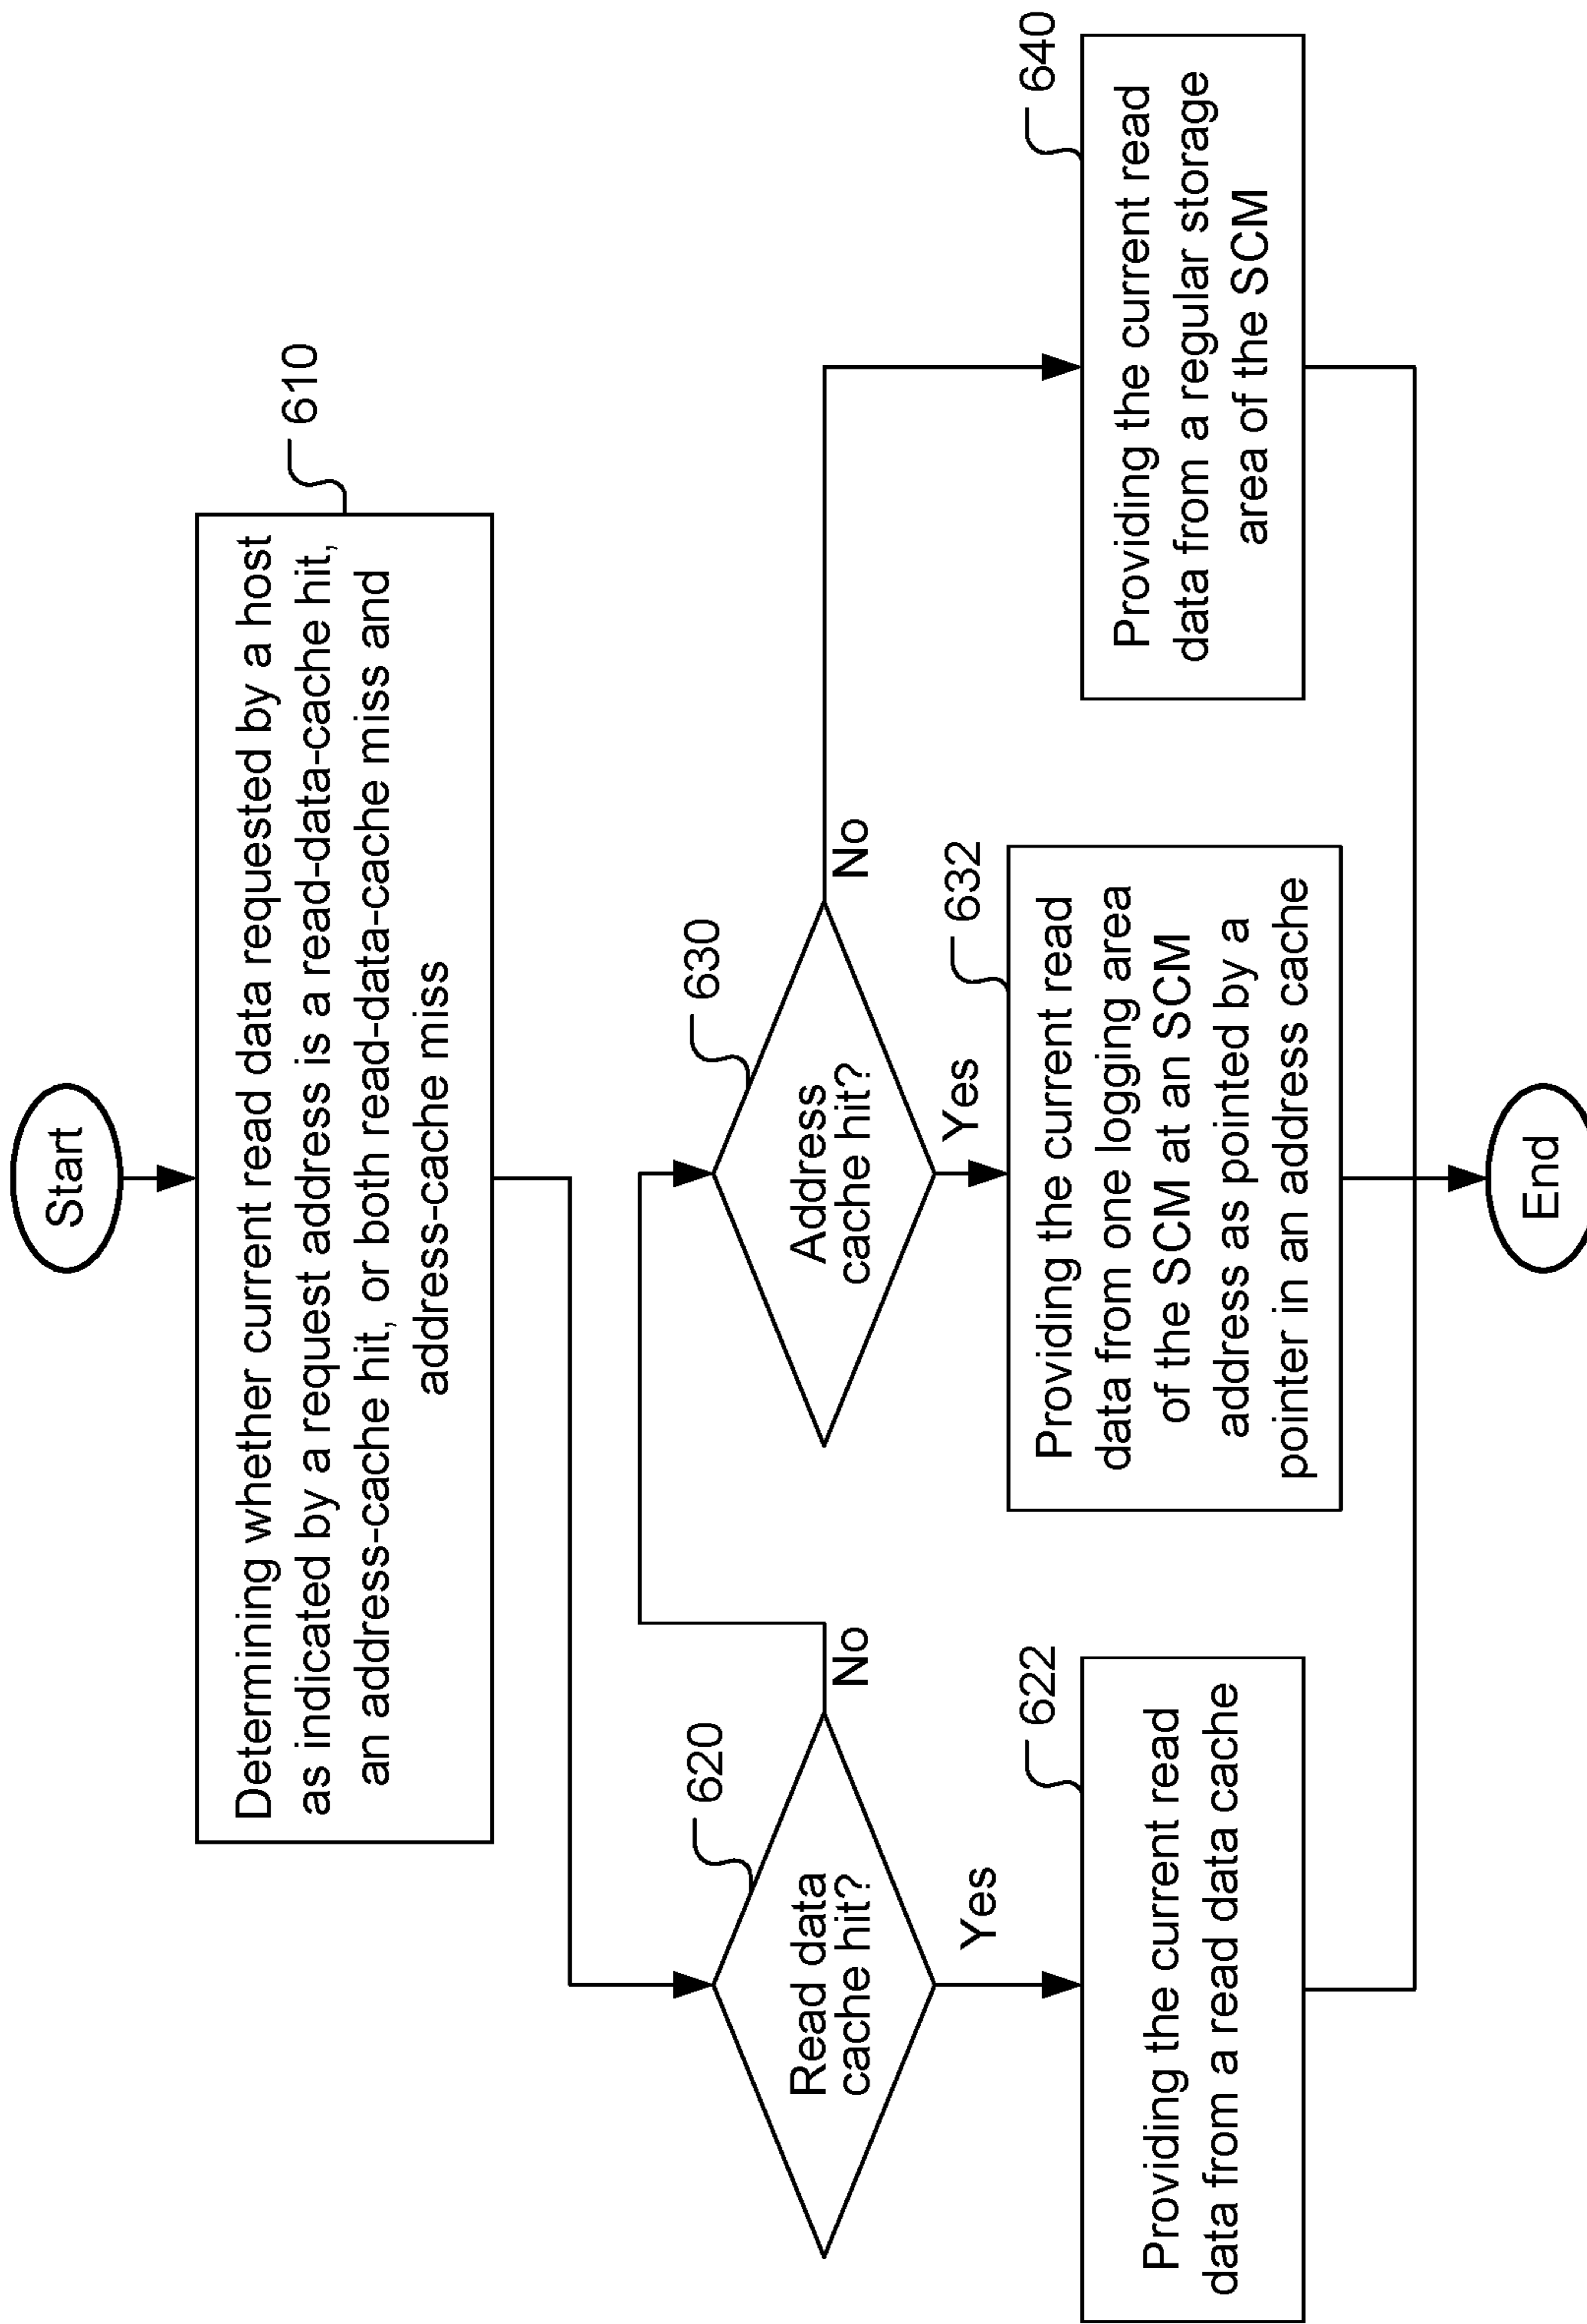 Start
610
Determining whether current read data requested by a host
as indicated by a request address is a read-data-cache hit,
an address-cache hit, or both read-data-cache miss and
address-cache miss
620
Read data
cache hit?
No
Yes
630
Address
cache hit?
No
Yes
622
Providing the current read
data from a read data cache
632
Providing the current read
data from one logging area
of the SCM at an SCM
address as pointed by a
pointer in an address cache
640
Providing the current read
data from a regular storage
area of the SCM
End